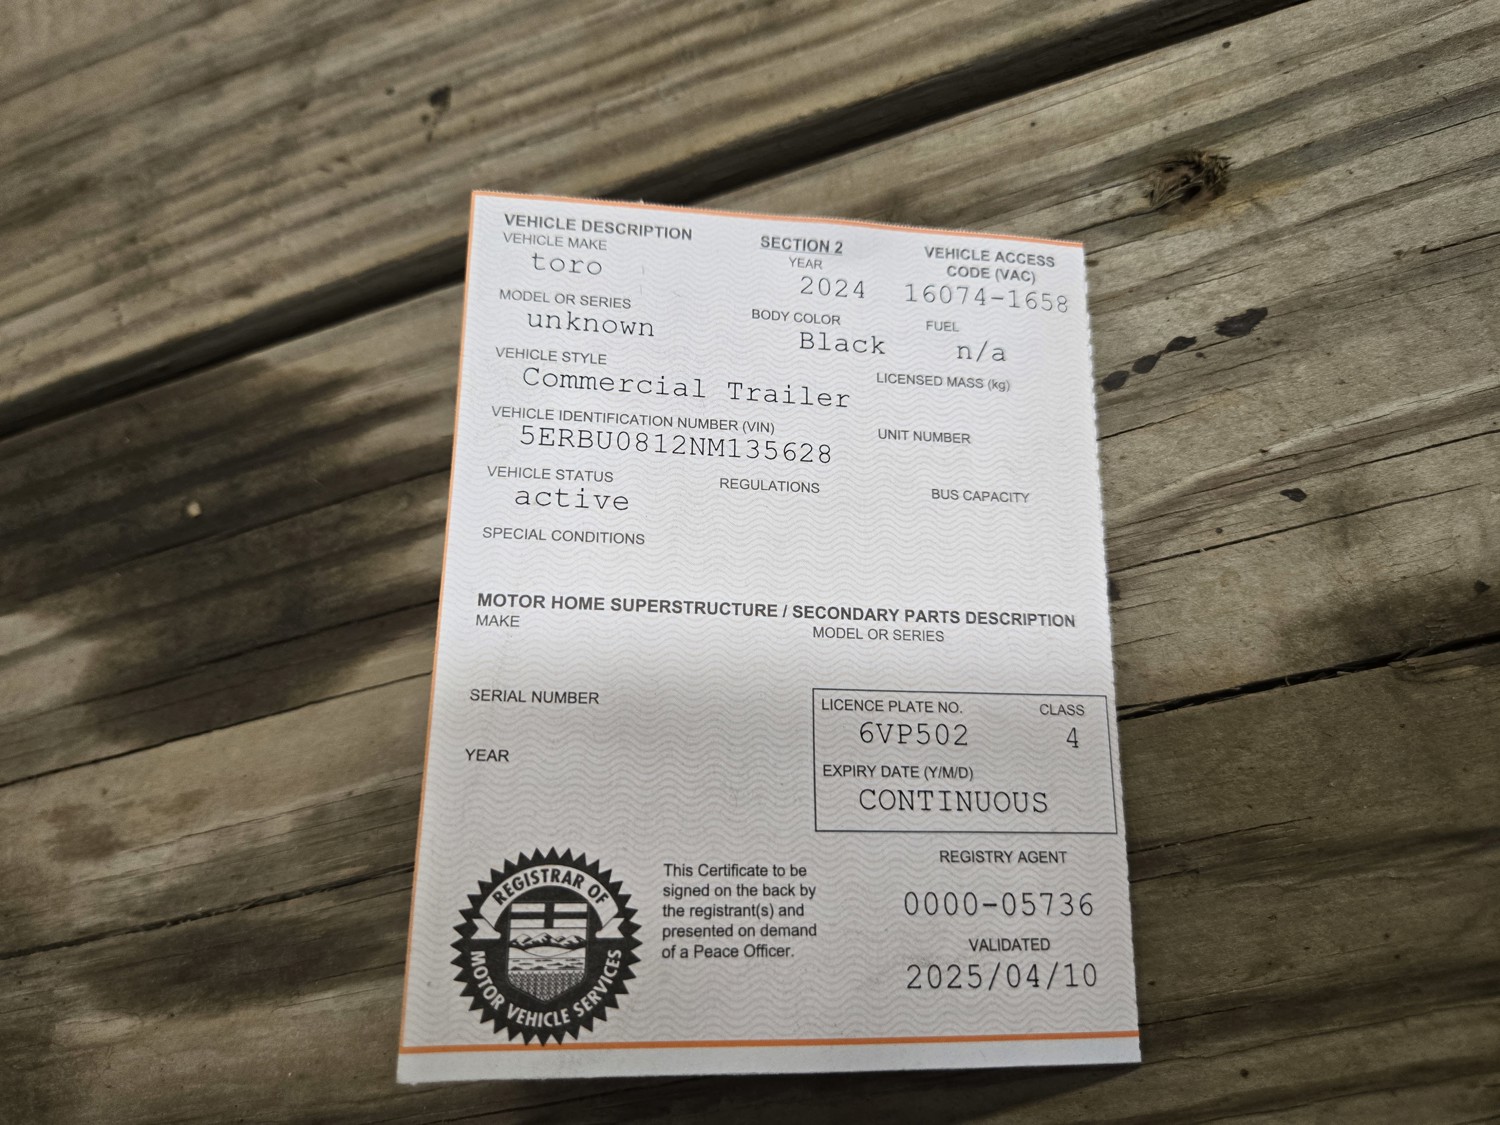 VEHICLE DESCRIPTION SECTION 2 VEHICLE ACCESS CODE (VAC)
VEHICLE MAKE YEAR
toro 2024 16074-1658
MODEL OR SERIES BODY COLOR FUEL
unknown Black n/a
VEHICLE STYLE LICENSED MASS (kg)
Commercial Trailer
VEHICLE IDENTIFICATION NUMBER (VIN) UNIT NUMBER
5ERBU0812NM135628
VEHICLE STATUS REGULATIONS BUS CAPACITY
active
SPECIAL CONDITIONS
MOTOR HOME SUPERSTRUCTURE / SECONDARY PARTS DESCRIPTION
MAKE MODEL OR SERIES
SERIAL NUMBER LICENCE PLATE NO. CLASS
6VP502 4
YEAR EXPIRY DATE (Y/M/D)
CONTINUOUS
REGISTRAR OF
MOTOR VEHICLE SERVICES
This Certificate to be
signed on the back by
the registrant(s) and
presented on demand
of a Peace Officer.
REGISTRY AGENT
0000-05736
VALIDATED
2025/04/10